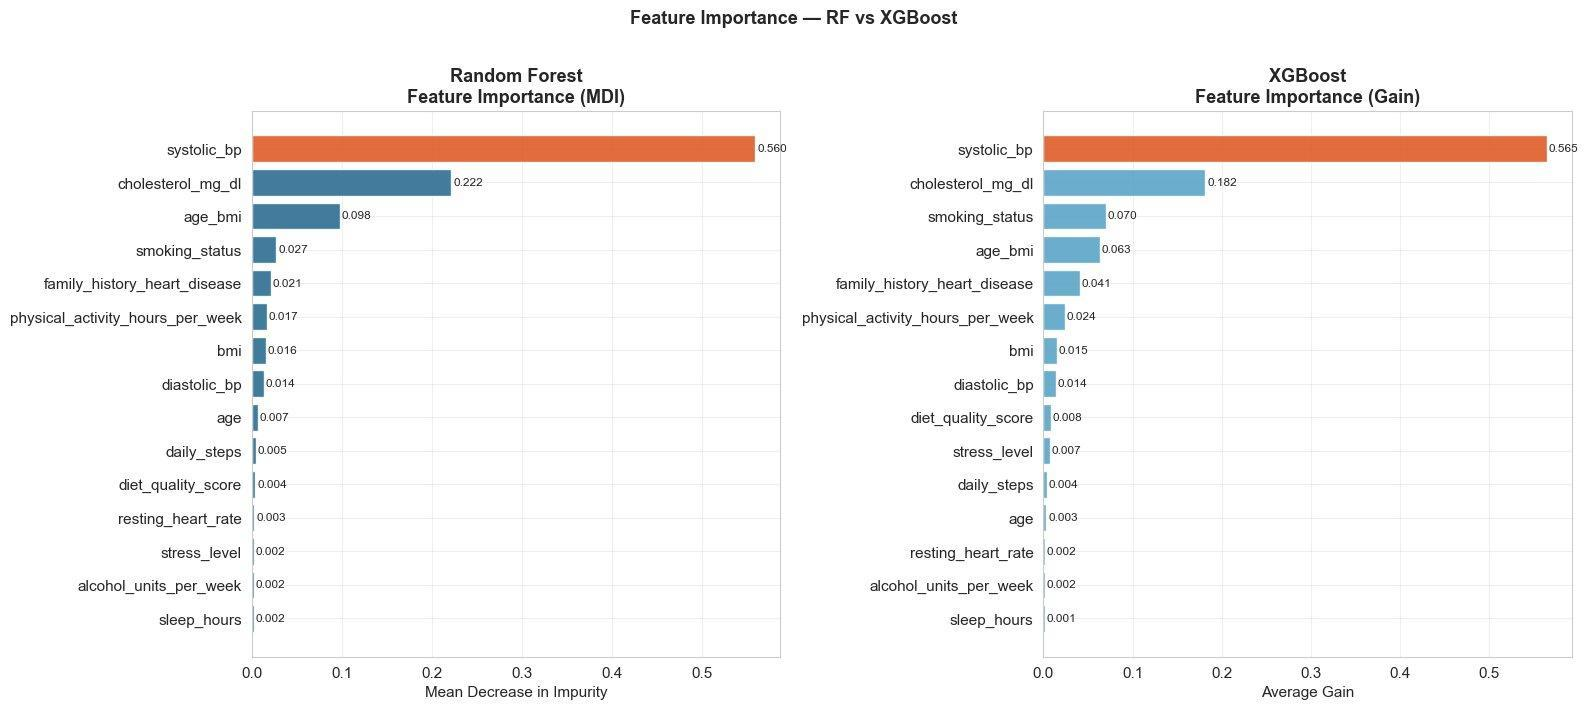 Feature Importance — RF vs XGBoost
Random Forest
Feature Importance (MDI)
systolic_bp 0.560
cholesterol_mg_dl 0.222
age_bmi 0.098
smoking_status 0.027
family_history_heart_disease 0.021
physical_activity_hours_per_week 0.017
bmi 0.016
diastolic_bp 0.014
age 0.007
daily_steps 0.005
diet_quality_score 0.004
resting_heart_rate 0.003
stress_level 0.002
alcohol_units_per_week 0.002
sleep_hours 0.002
0.0 0.1 0.2 0.3 0.4 0.5
Mean Decrease in Impurity
XGBoost
Feature Importance (Gain)
systolic_bp 0.565
cholesterol_mg_dl 0.182
smoking_status 0.070
age_bmi 0.063
family_history_heart_disease 0.041
physical_activity_hours_per_week 0.024
bmi 0.015
diastolic_bp 0.014
diet_quality_score 0.008
stress_level 0.007
daily_steps 0.004
age 0.003
resting_heart_rate 0.002
alcohol_units_per_week 0.002
sleep_hours 0.001
0.0 0.1 0.2 0.3 0.4 0.5
Average Gain